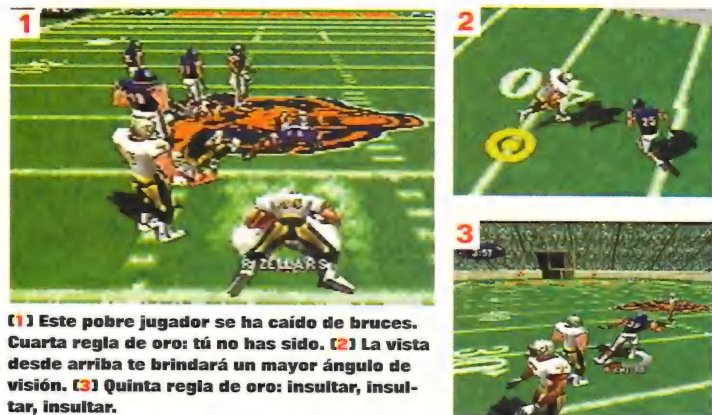 1
2
3
R ZELLARS
[1] Este pobre jugador se ha caído de bruces.
Cuarta regla de oro: tú no has sido. [2] La vista
desde arriba te brindará un mayor ángulo de
visión. [3] Quinta regla de oro: insultar, insul-
tar, insultar.